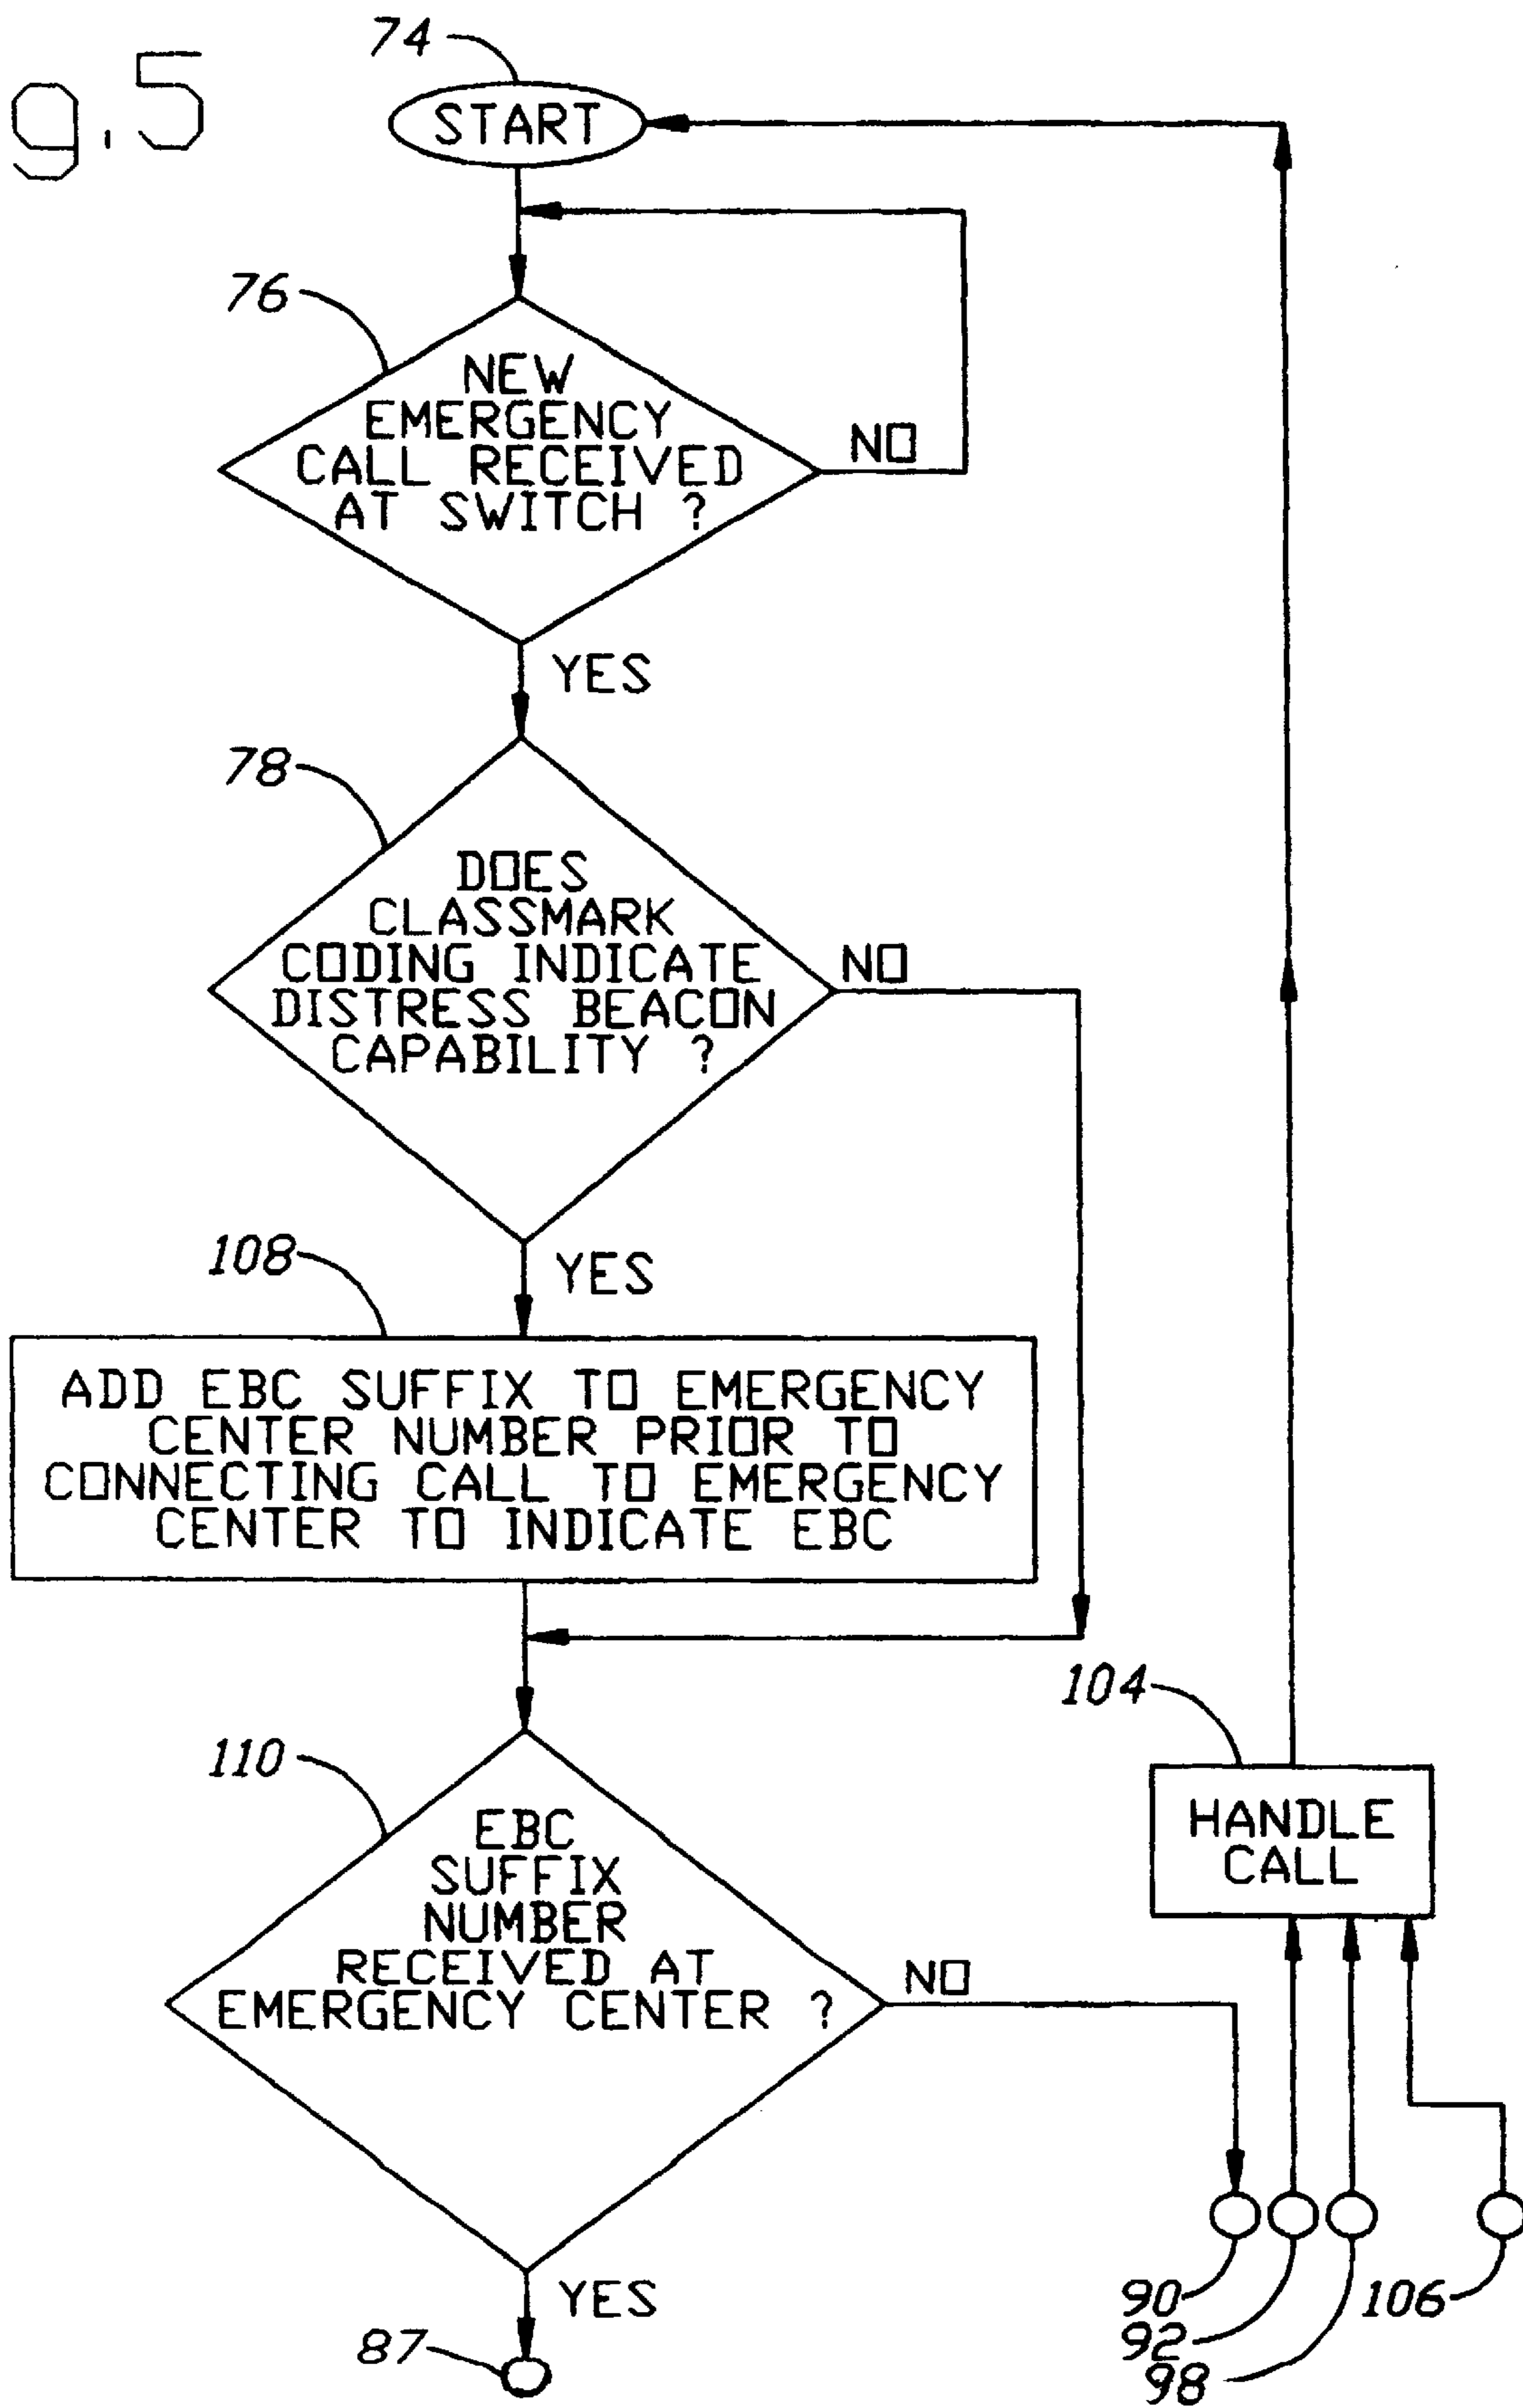 g.5
74
START
76
NEW
EMERGENCY
CALL RECEIVED
AT SWITCH ?
NO
YES
78
DOES
CLASSMARK
CODING INDICATE
DISTRESS BEACON
CAPABILITY ?
NO
YES
108
ADD EBC SUFFIX TO EMERGENCY
CENTER NUMBER PRIOR TO
CONNECTING CALL TO EMERGENCY
CENTER TO INDICATE EBC
110
EBC
SUFFIX
NUMBER
RECEIVED AT
EMERGENCY CENTER ?
NO
YES
87
104
HANDLE
CALL
90
92
98
106